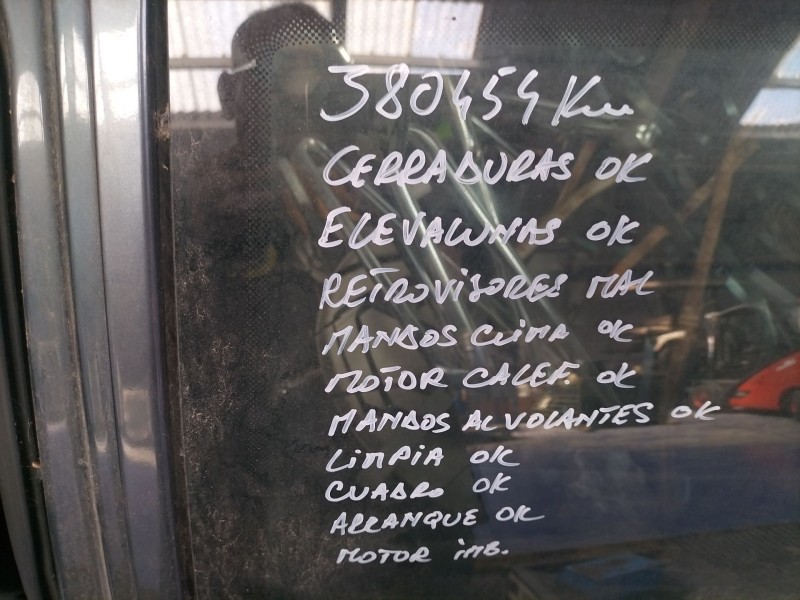 380454 Km
CERRADURAS OK
ELEVALUNAS OK
RETROVISORES MAL
MANDOS CLIMA OK
MOTOR CALEF. OK
MANDOS AL VOLANTES OK
LIMPIA OK
CUADRO OK
ARRANQUE OK
MOTOR imB.